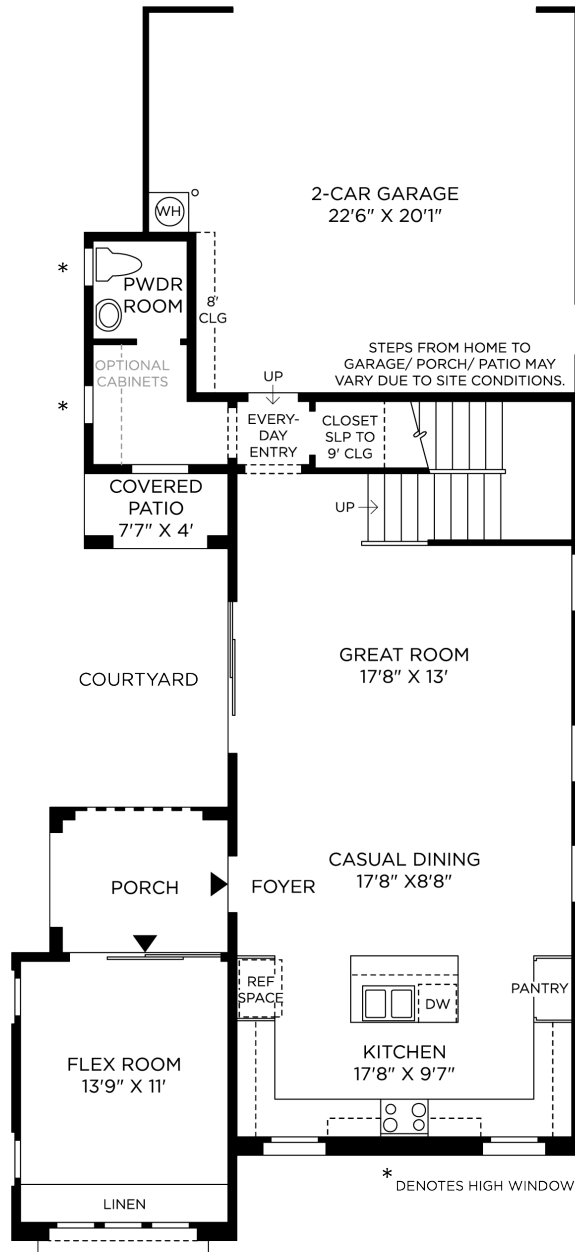 2-CAR GARAGE
22'6" X 20'1"
WH
*
PWDR
ROOM
8'
CLG
STEPS FROM HOME TO
GARAGE/ PORCH/ PATIO MAY
VARY DUE TO SITE CONDITIONS.
OPTIONAL
CABINETS
*
UP
EVERY-
DAY
ENTRY
CLOSET
SLP TO
9' CLG
COVERED
PATIO
7'7" X 4'
UP
GREAT ROOM
17'8" X 13'
COURTYARD
CASUAL DINING
17'8" X8'8"
PORCH
FOYER
REF
SPACE
DW
PANTRY
KITCHEN
17'8" X 9'7"
FLEX ROOM
13'9" X 11'
LINEN
* DENOTES HIGH WINDOW